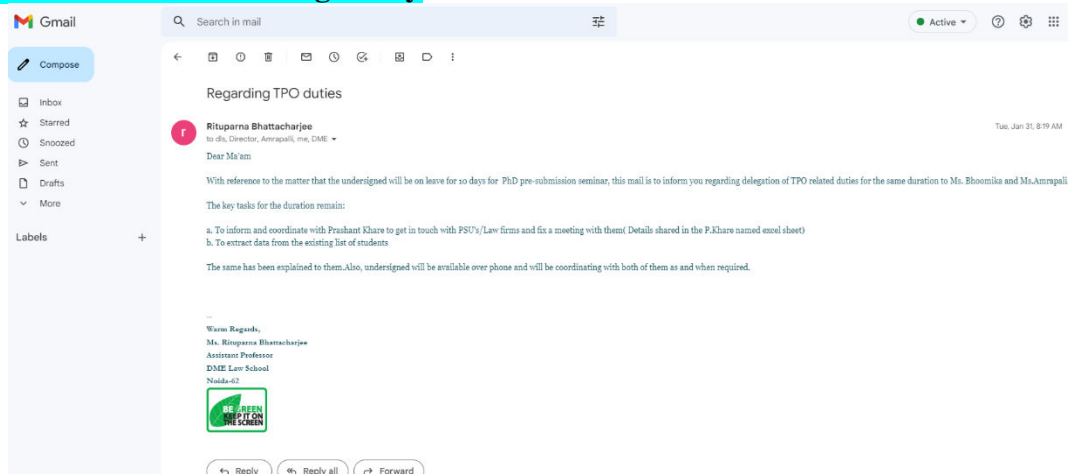 Gmail
Search in mail
Active
Compose
Inbox
Starred
Snoozed
Sent
Drafts
More
Labels
Regarding TPO duties
r
Rituparna Bhattacharjee
Tue, Jan 31, 8:19 AM
to dls, Director, Amrapalli, me, DME
Dear Ma'am
With reference to the matter that the undersigned will be on leave for 10 days for PhD pre-submission seminar, this mail is to inform you regarding delegation of TPO related duties for the same duration to Ms. Bhoomika and Ms.Amrapali
The key tasks for the duration remain:
a. To inform and coordinate with Prashant Khare to get in touch with PSU's/Law firms and fix a meeting with them( Details shared in the P.Khare named excel sheet)
b. To extract data from the existing list of students
The same has been explained to them.Also, undersigned will be available over phone and will be coordinating with both of them as and when required.
--
Warm Regards,
Ms. Rituparna Bhattacharjee
Assistant Professor
DME Law School
Noida-62
BE GREEN
KEEP IT ON
THE SCREEN
Reply
Reply all
Forward